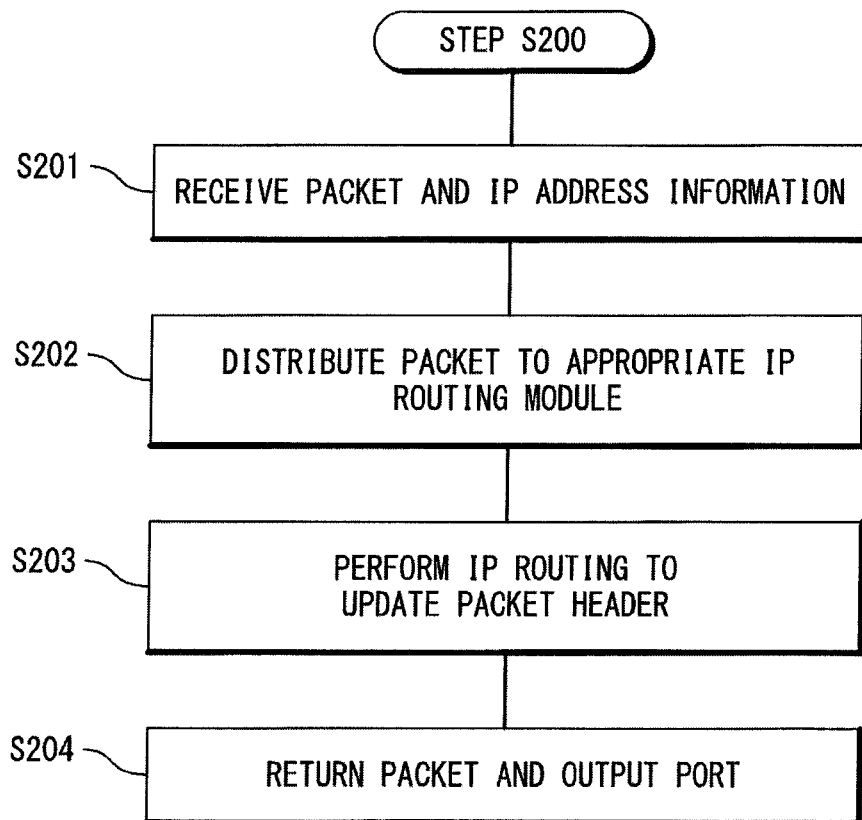 STEP S200
S201
RECEIVE PACKET AND IP ADDRESS INFORMATION
S202
DISTRIBUTE PACKET TO APPROPRIATE IP
ROUTING MODULE
S203
PERFORM IP ROUTING TO
UPDATE PACKET HEADER
S204
RETURN PACKET AND OUTPUT PORT